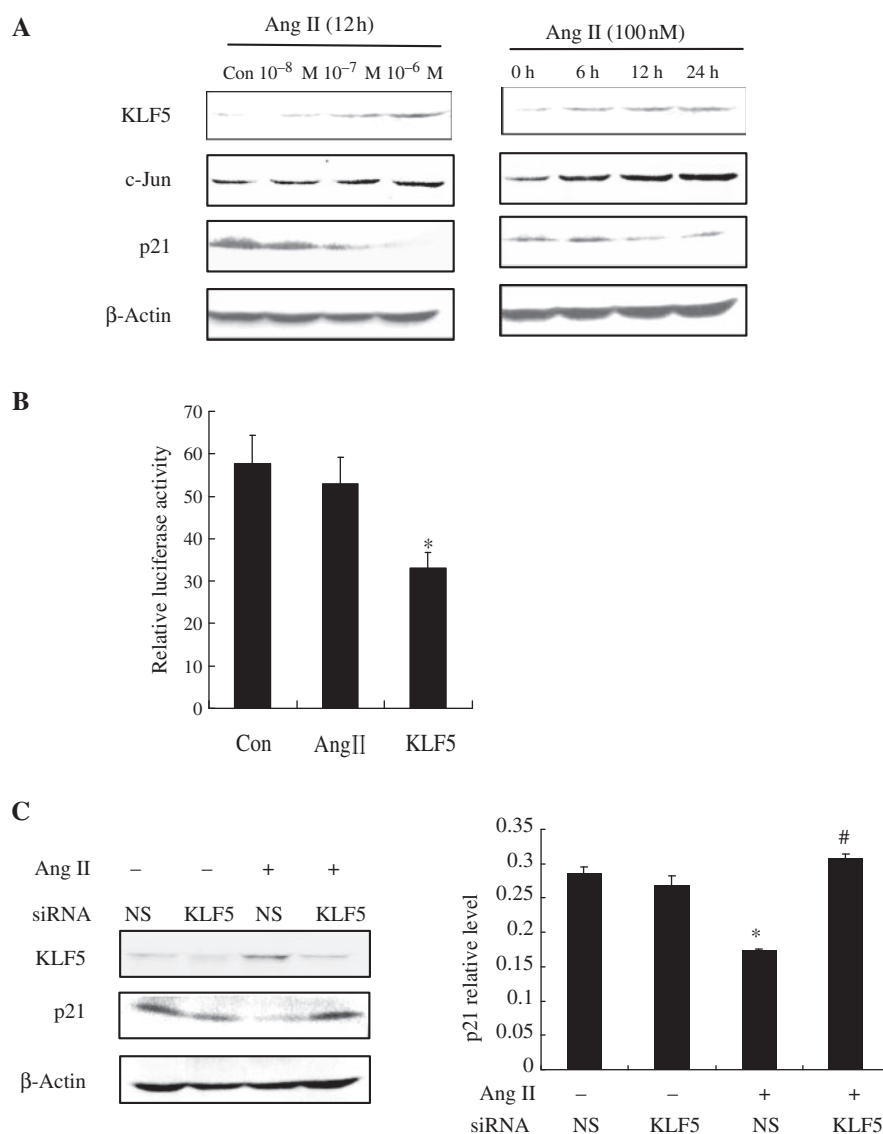 A
Ang II (12 h)
Con 10⁻⁸ M 10⁻⁷ M 10⁻⁶ M
Ang II (100 nM)
0 h 6 h 12 h 24 h
KLF5
c-Jun
p21
β-Actin
B
Relative luciferase activity
70
60
50
40
30
20
10
0
Con AngII KLF5
*
C
Ang II – – + +
siRNA NS KLF5 NS KLF5
KLF5
p21
β-Actin
p21 relative level
0.35
0.3
0.25
0.2
0.15
0.1
0.05
0
*
#
Ang II – – + +
siRNA NS KLF5 NS KLF5